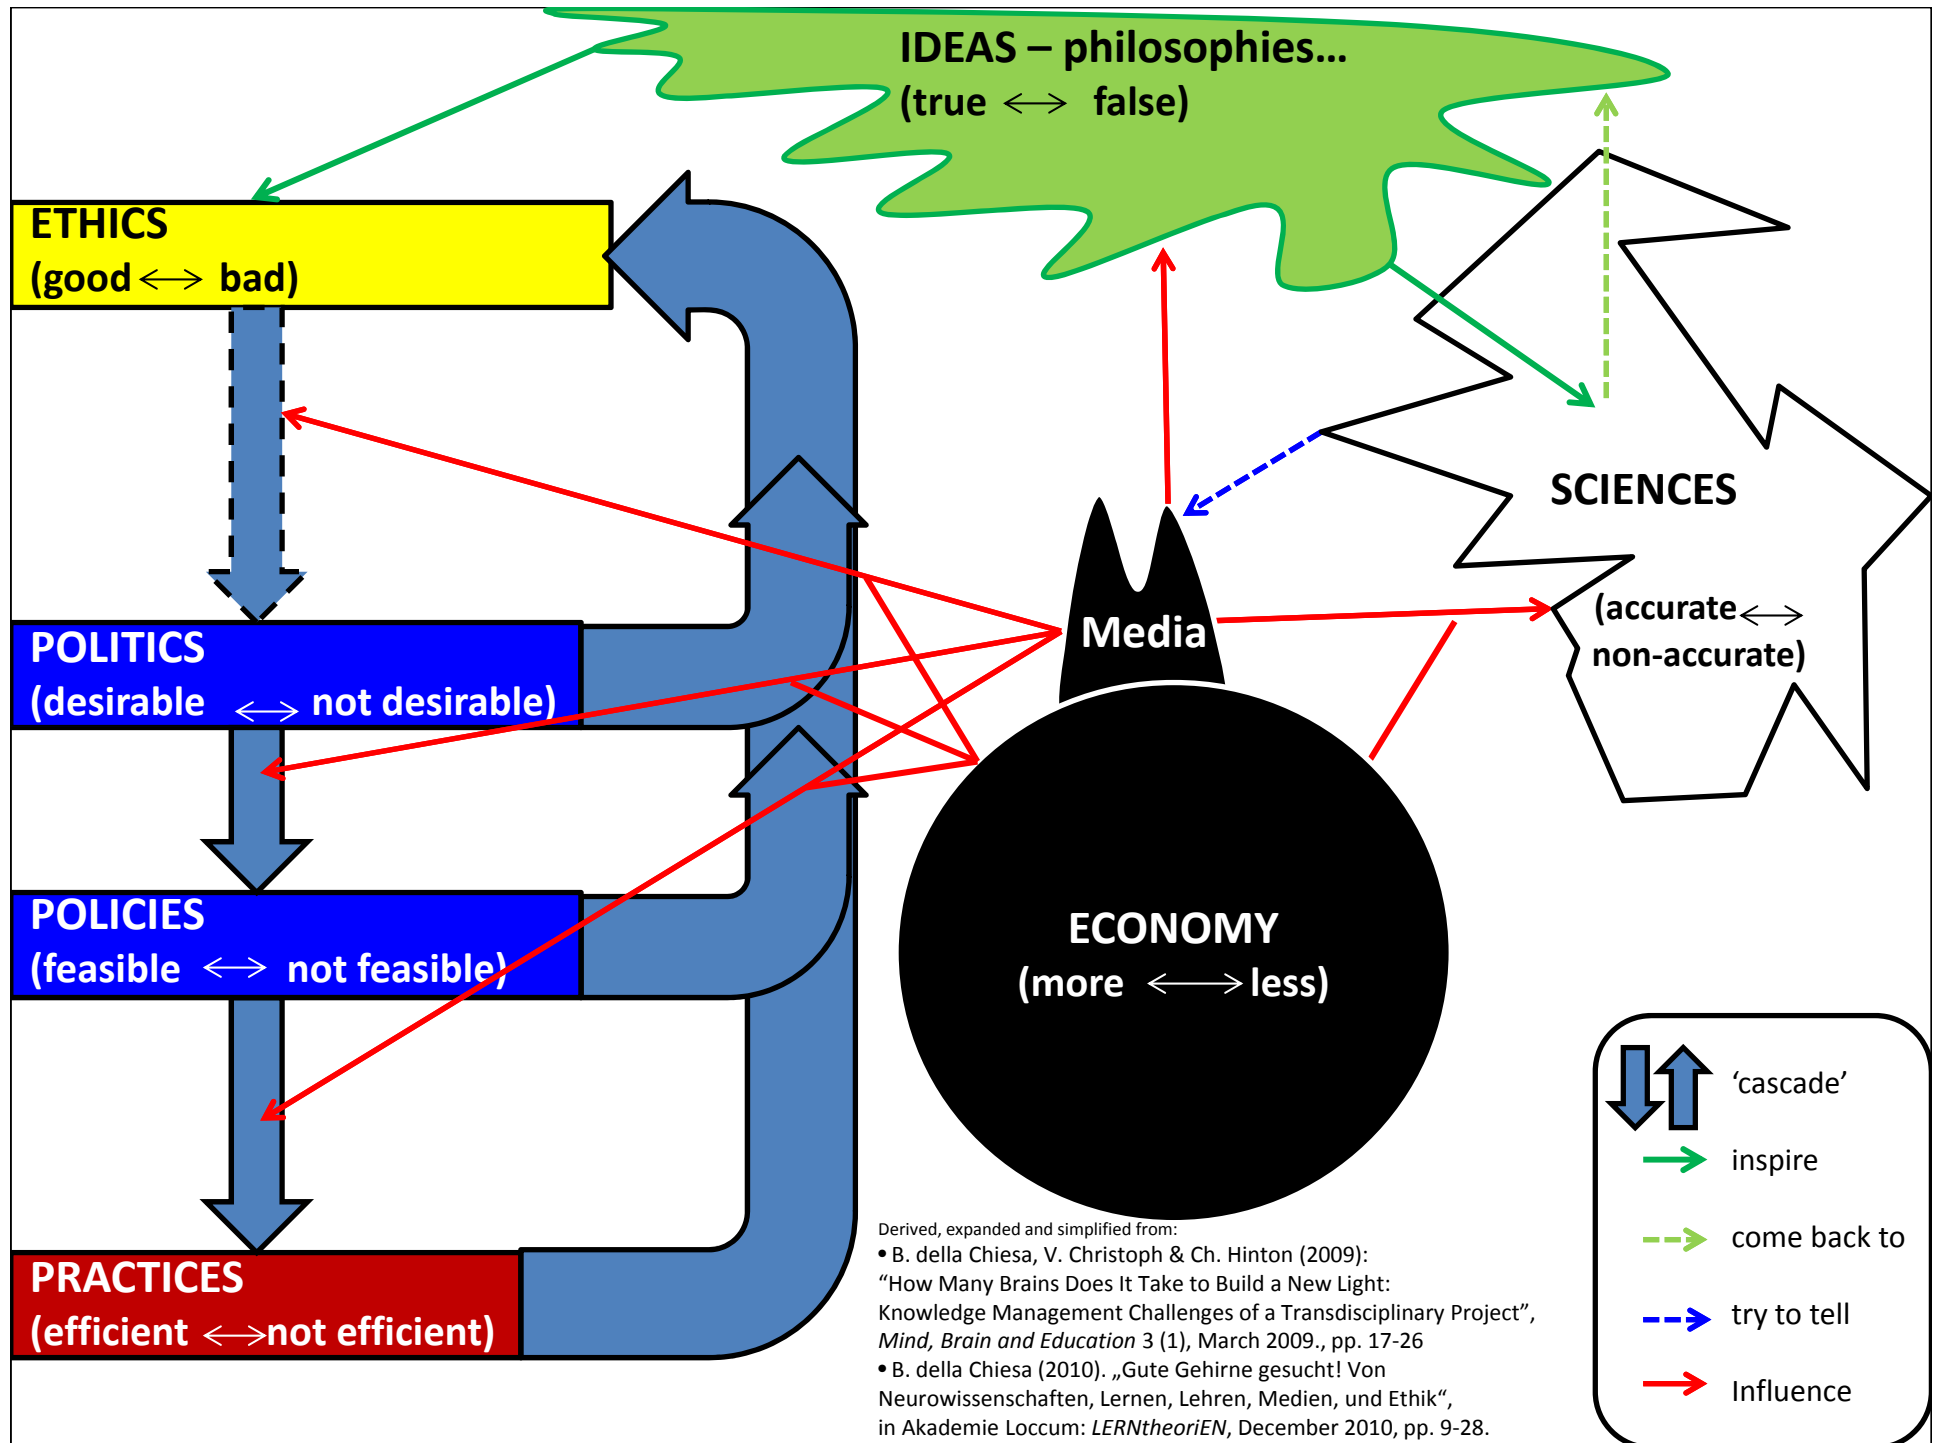 IDEAS – philosophies...
(true ⟷ false)
ETHICS
(good ⟷ bad)
SCIENCES
(accurate ⟷
non-accurate)
Media
POLITICS
(desirable ⟷ not desirable)
POLICIES
(feasible ⟷ not feasible)
ECONOMY
(more ⟷ less)
PRACTICES
(efficient ⟷ not efficient)
‘cascade’
inspire
come back to
try to tell
Influence
Derived, expanded and simplified from:
• B. della Chiesa, V. Christoph & Ch. Hinton (2009):
“How Many Brains Does It Take to Build a New Light:
Knowledge Management Challenges of a Transdisciplinary Project”,
Mind, Brain and Education 3 (1), March 2009., pp. 17-26
• B. della Chiesa (2010). „Gute Gehirne gesucht! Von
Neurowissenschaften, Lernen, Lehren, Medien, und Ethik“,
in Akademie Loccum: LERNtheoriEN, December 2010, pp. 9-28.